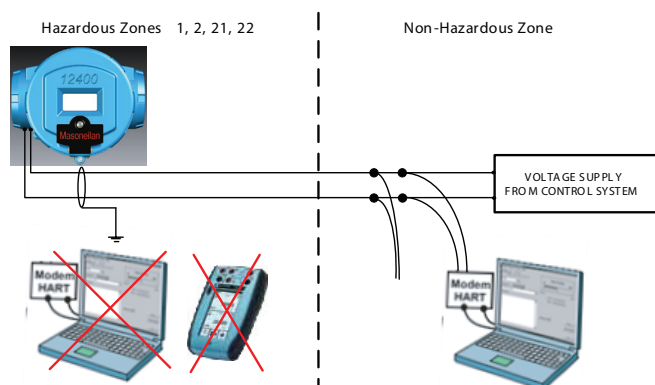 Hazardous Zones 1, 2, 21, 22
Non-Hazardous Zone
12400
Masoneilan
VOLTAGE SUPPLY
FROM CONTROL SYSTEM
Modem
HART
Modem
HART